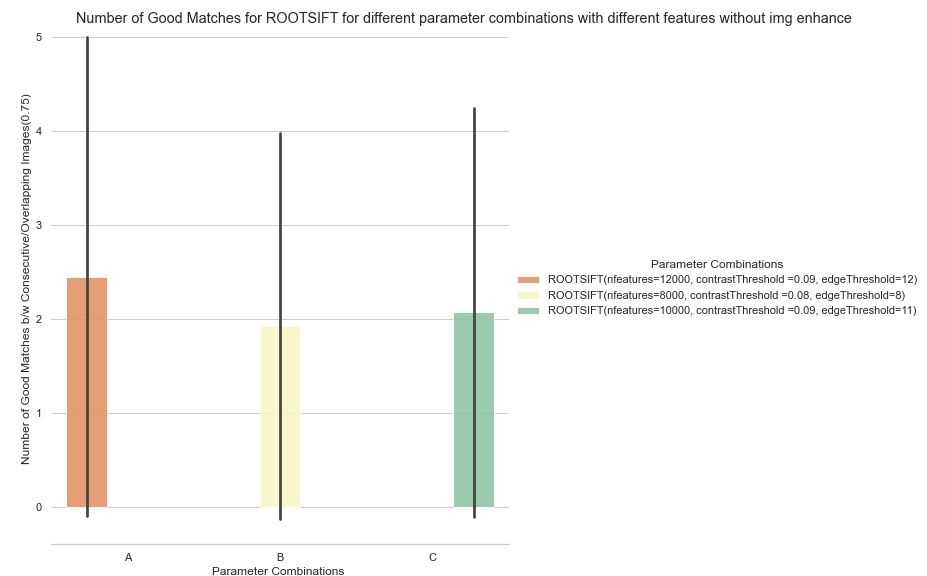 Number of Good Matches for ROOTSIFT for different parameter combinations with different features without img enhance
Number of Good Matches b/w Consecutive/Overlapping Images(0.75)
5
4
3
2
1
0
A B C
Parameter Combinations
Parameter Combinations
ROOTSIFT(nfeatures=12000, contrastThreshold =0.09, edgeThreshold=12)
ROOTSIFT(nfeatures=8000, contrastThreshold =0.08, edgeThreshold=8)
ROOTSIFT(nfeatures=10000, contrastThreshold =0.09, edgeThreshold=11)